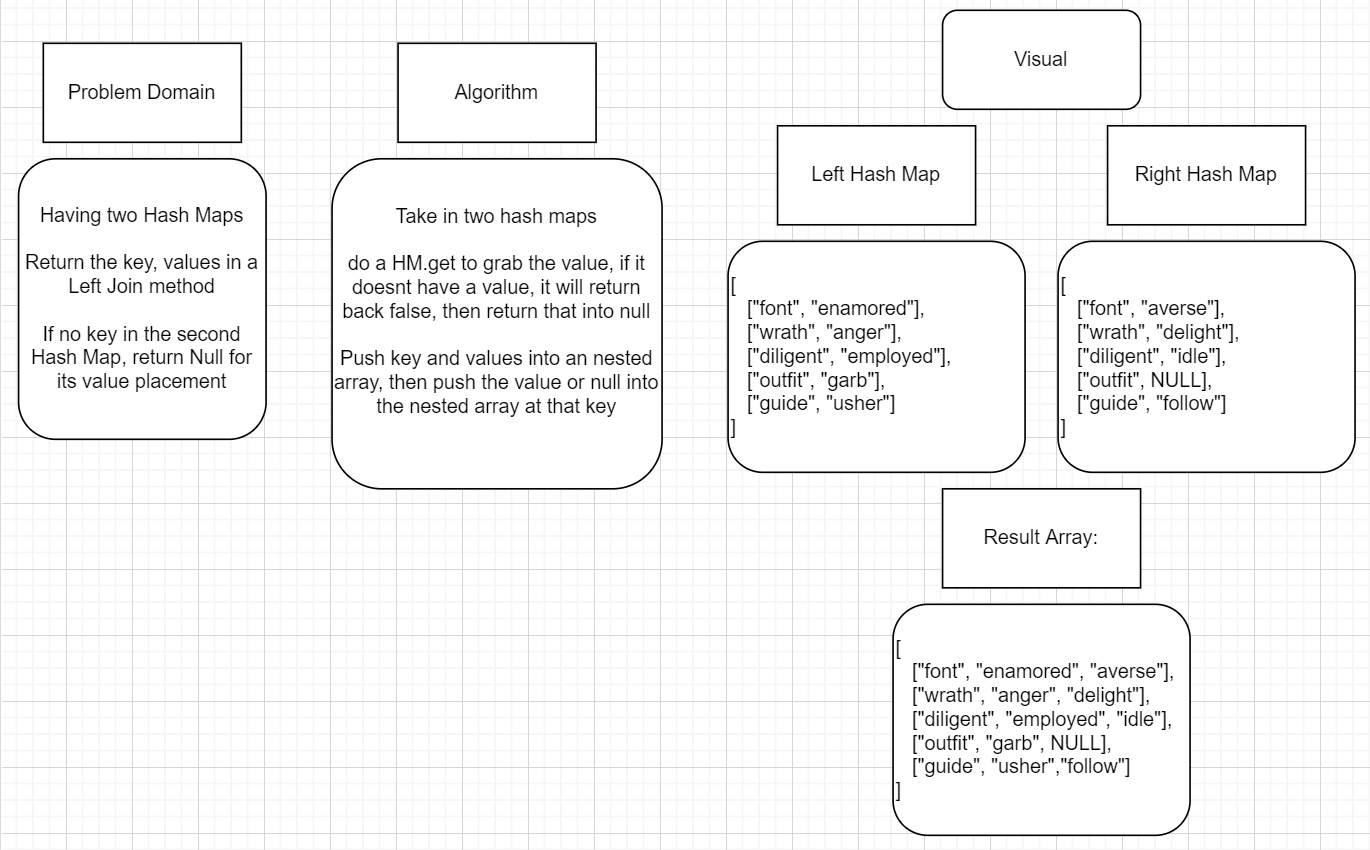 Problem Domain
Having two Hash Maps
Return the key, values in a
Left Join method
If no key in the second
Hash Map, return Null for
its value placement
Algorithm
Take in two hash maps
do a HM.get to grab the value, if it
doesnt have a value, it will return
back false, then return that into null
Push key and values into an nested
array, then push the value or null into
the nested array at that key
Visual
Left Hash Map
[
["font", "enamored"],
["wrath", "anger"],
["diligent", "employed"],
["outfit", "garb"],
["guide", "usher"]
]
Right Hash Map
[
["font", "averse"],
["wrath", "delight"],
["diligent", "idle"],
["outfit", NULL],
["guide", "follow"]
]
Result Array:
[
["font", "enamored", "averse"],
["wrath", "anger", "delight"],
["diligent", "employed", "idle"],
["outfit", "garb", NULL],
["guide", "usher","follow"]
]